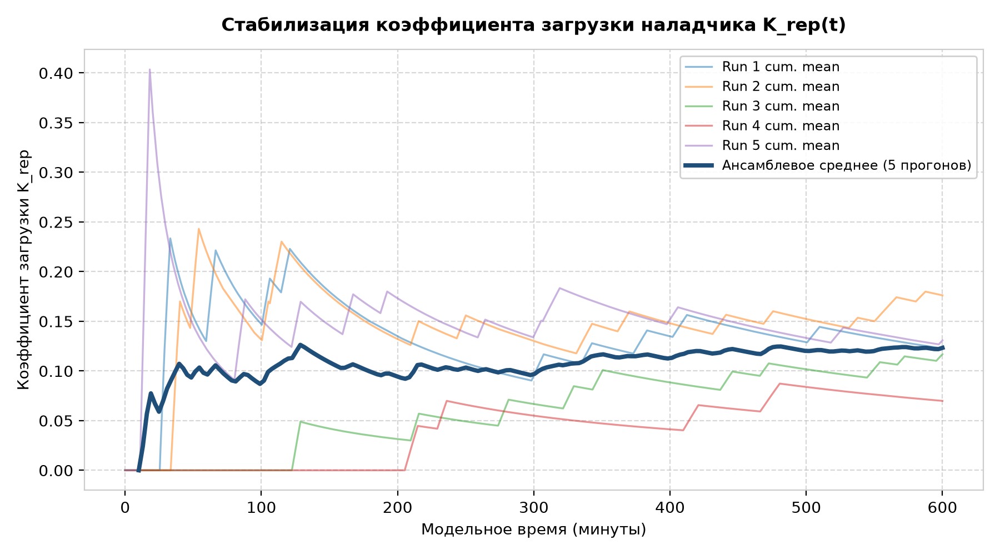 Стабилизация коэффициента загрузки наладчика K_rep(t)
Коэффициент загрузки K_rep
0.40
0.35
0.30
0.25
0.20
0.15
0.10
0.05
0.00
Run 1 cum. mean
Run 2 cum. mean
Run 3 cum. mean
Run 4 cum. mean
Run 5 cum. mean
Ансамблевое среднее (5 прогонов)
0 100 200 300 400 500 600
Модельное время (минуты)